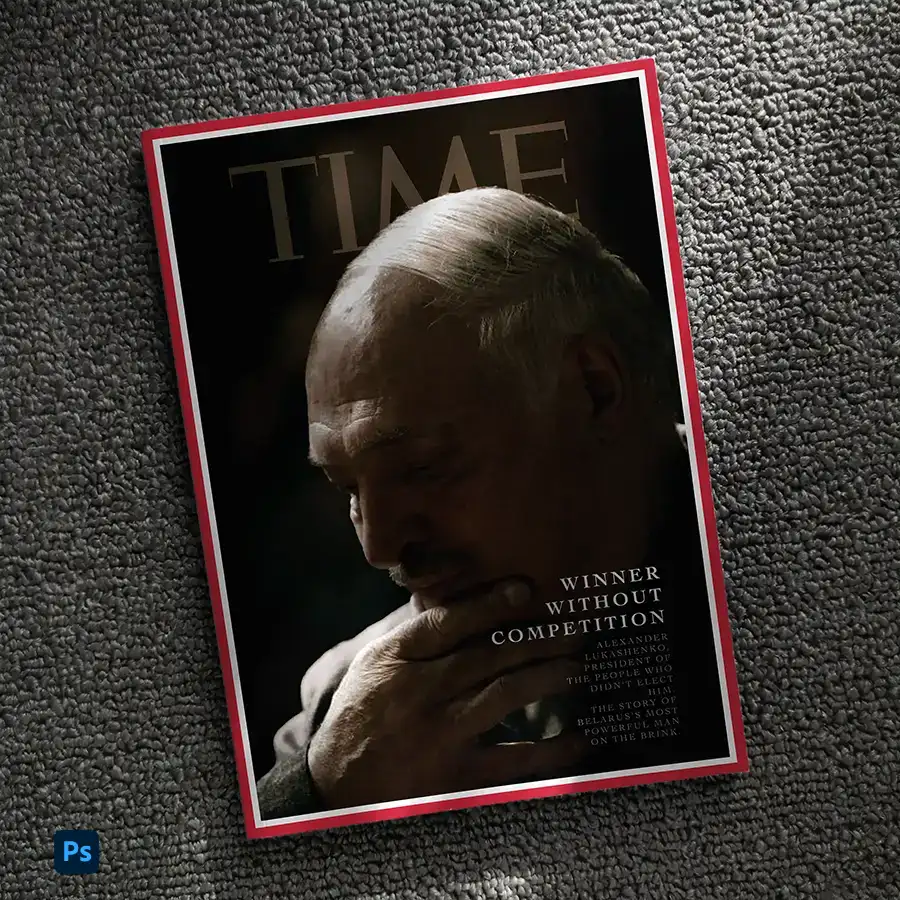 TIME
WINNER
WITHOUT
COMPETITION
ALEXANDER
LUKASHENKO,
PRESIDENT OF
THE PEOPLE WHO
DIDN'T ELECT
HIM.
THE STORY OF
BELARUS'S MOST
POWERFUL MAN
ON THE BRINK.
Ps